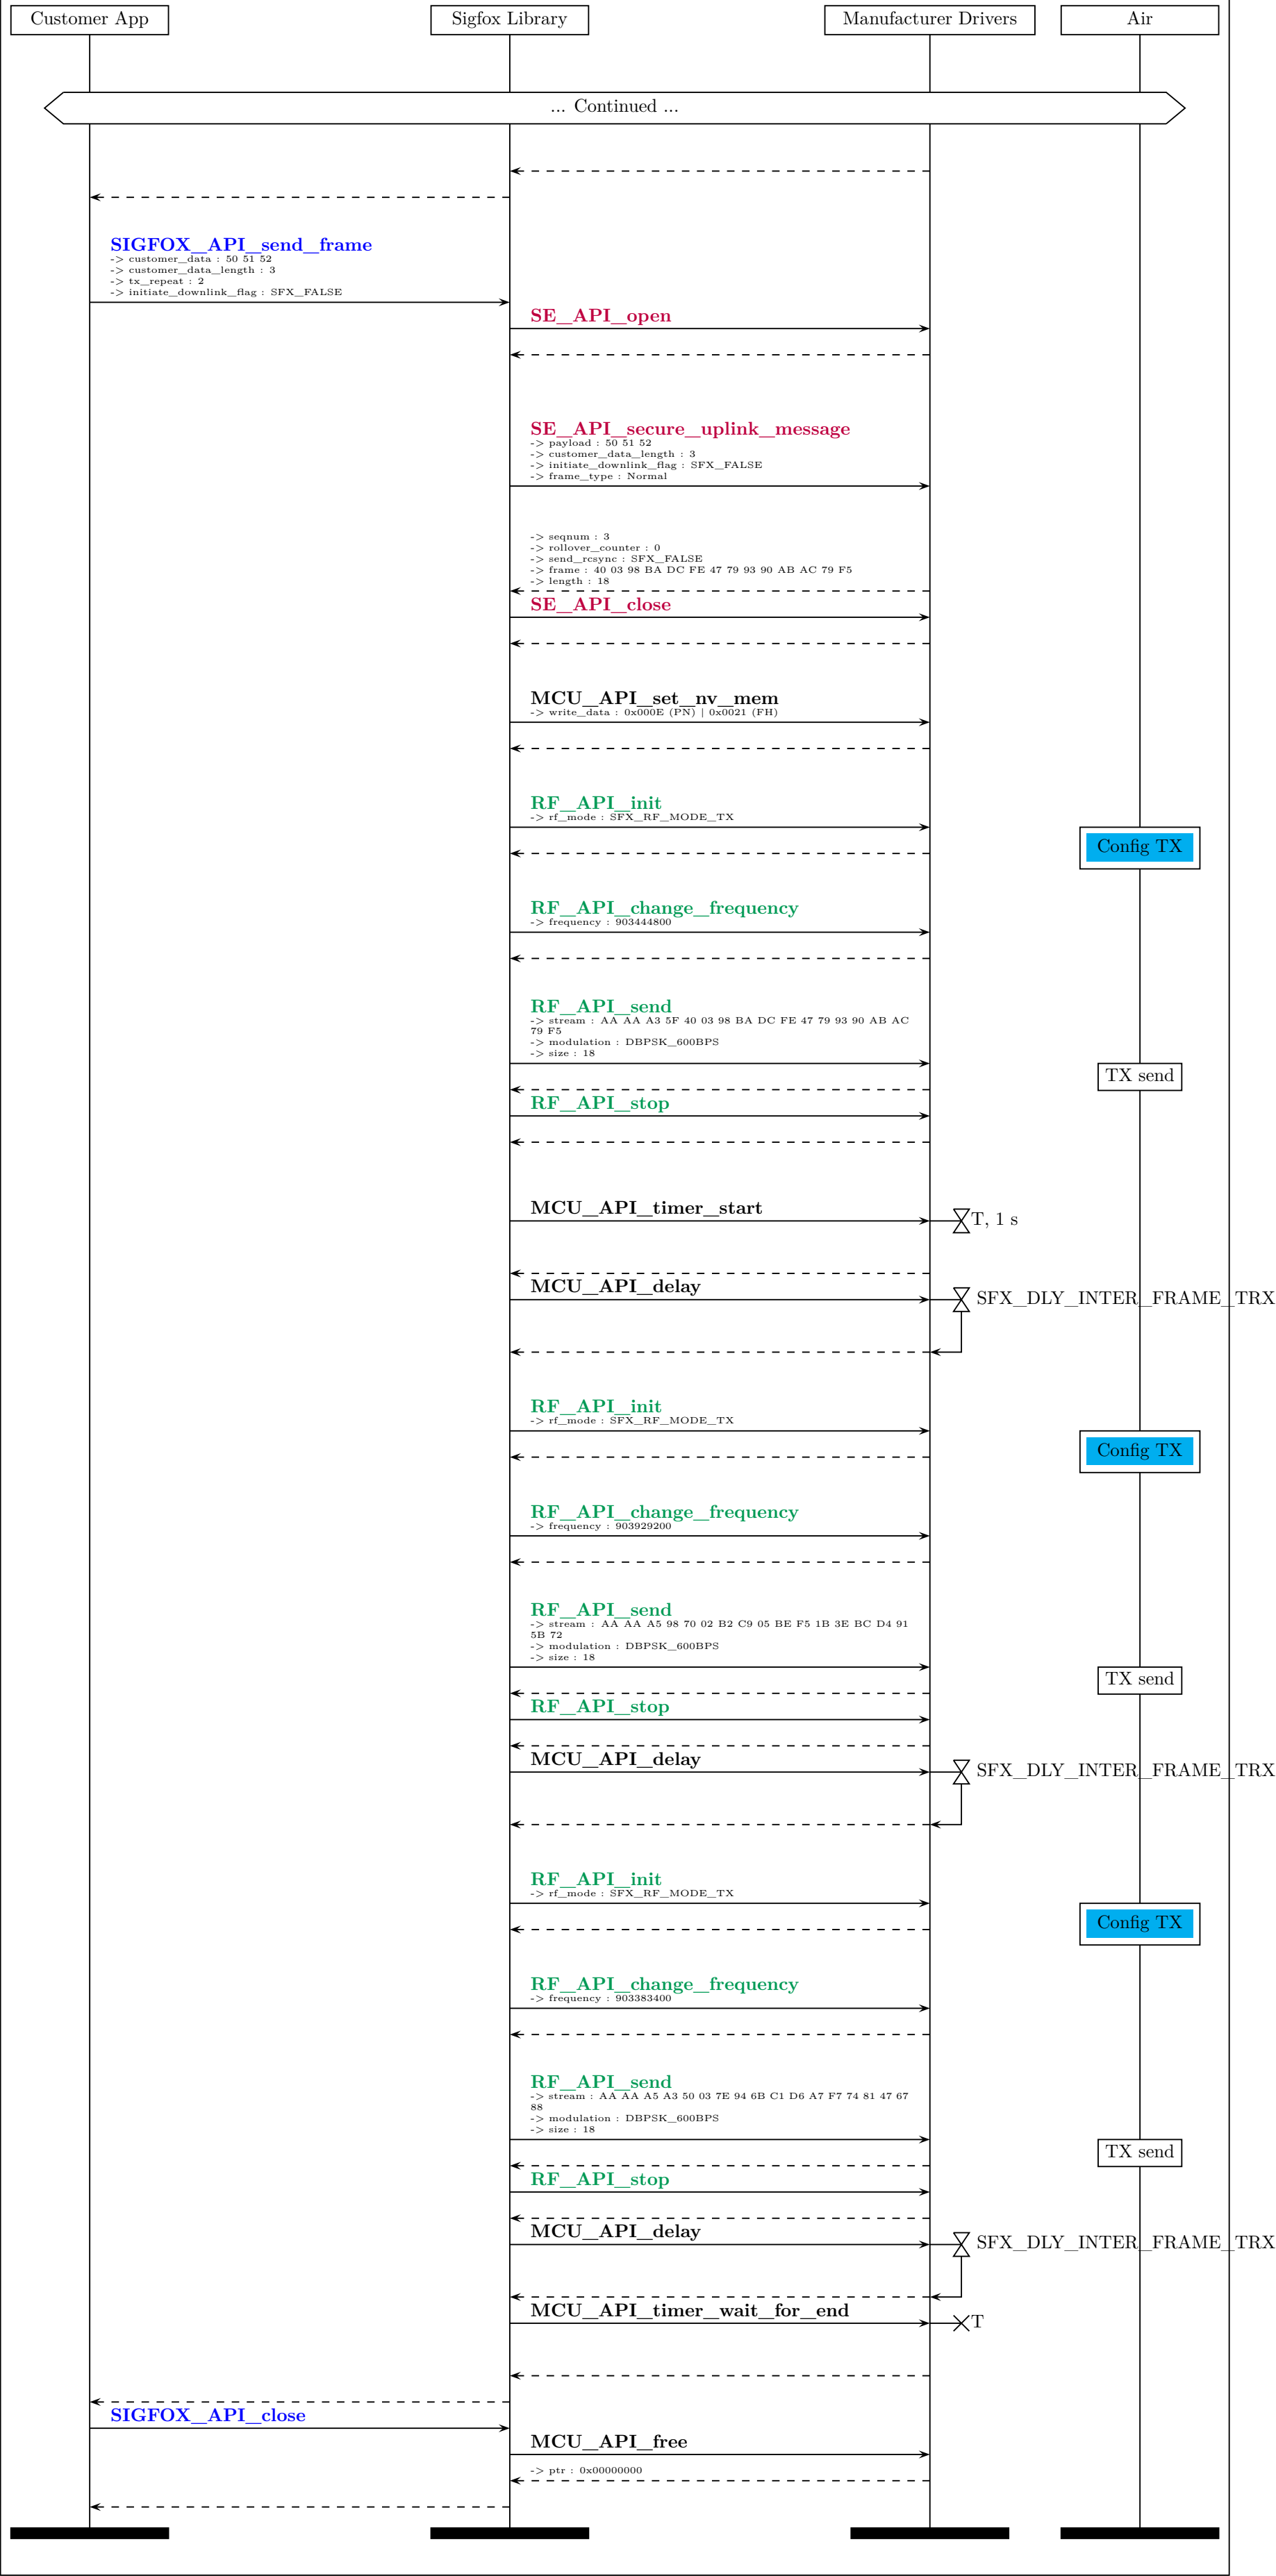 Customer App
Sigfox Library
Manufacturer Drivers
Air
... Continued ...
SIGFOX_API_send_frame
-> customer_data : 50 51 52
-> customer_data_length : 3
-> tx_repeat : 2
-> initiate_downlink_flag : SFX_FALSE
SE_API_open
SE_API_secure_uplink_message
-> payload : 50 51 52
-> customer_data_length : 3
-> initiate_downlink_flag : SFX_FALSE
-> frame_type : Normal
-> seqnum : 3
-> rollover_counter : 0
-> send_rcsync : SFX_FALSE
-> frame : 40 03 98 BA DC FE 47 79 93 90 AB AC 79 F5
-> length : 18
SE_API_close
MCU_API_set_nv_mem
-> write_data : 0x000E (PN) | 0x0021 (FH)
RF_API_init
-> rf_mode : SFX_RF_MODE_TX
Config TX
RF_API_change_frequency
-> frequency : 903444800
RF_API_send
-> stream : AA AA A3 5F 40 03 98 BA DC FE 47 79 93 90 AB AC
79 F5
-> modulation : DBPSK_600BPS
-> size : 18
TX send
RF_API_stop
MCU_API_timer_start
T, 1 s
MCU_API_delay
SFX_DLY_INTER_FRAME_TRX
RF_API_init
-> rf_mode : SFX_RF_MODE_TX
Config TX
RF_API_change_frequency
-> frequency : 903929200
RF_API_send
-> stream : AA AA A5 98 70 02 B2 C9 05 BE F5 1B 3E BC D4 91
5B 72
-> modulation : DBPSK_600BPS
-> size : 18
TX send
RF_API_stop
MCU_API_delay
SFX_DLY_INTER_FRAME_TRX
RF_API_init
-> rf_mode : SFX_RF_MODE_TX
Config TX
RF_API_change_frequency
-> frequency : 903383400
RF_API_send
-> stream : AA AA A5 A3 50 03 7E 94 6B C1 D6 A7 F7 74 81 47 67
88
-> modulation : DBPSK_600BPS
-> size : 18
TX send
RF_API_stop
MCU_API_delay
SFX_DLY_INTER_FRAME_TRX
MCU_API_timer_wait_for_end
T
SIGFOX_API_close
MCU_API_free
-> ptr : 0x00000000